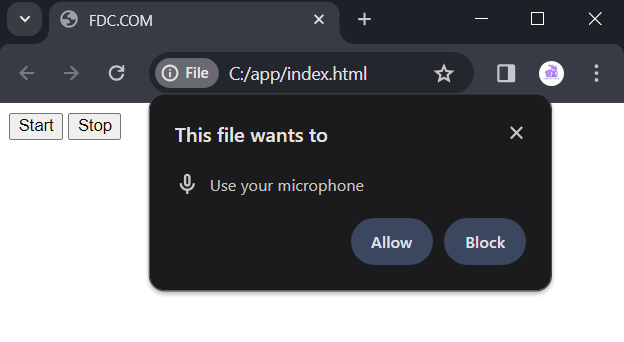 FDC.COM
File C:/app/index.html
Start Stop
This file wants to
Use your microphone
Allow Block